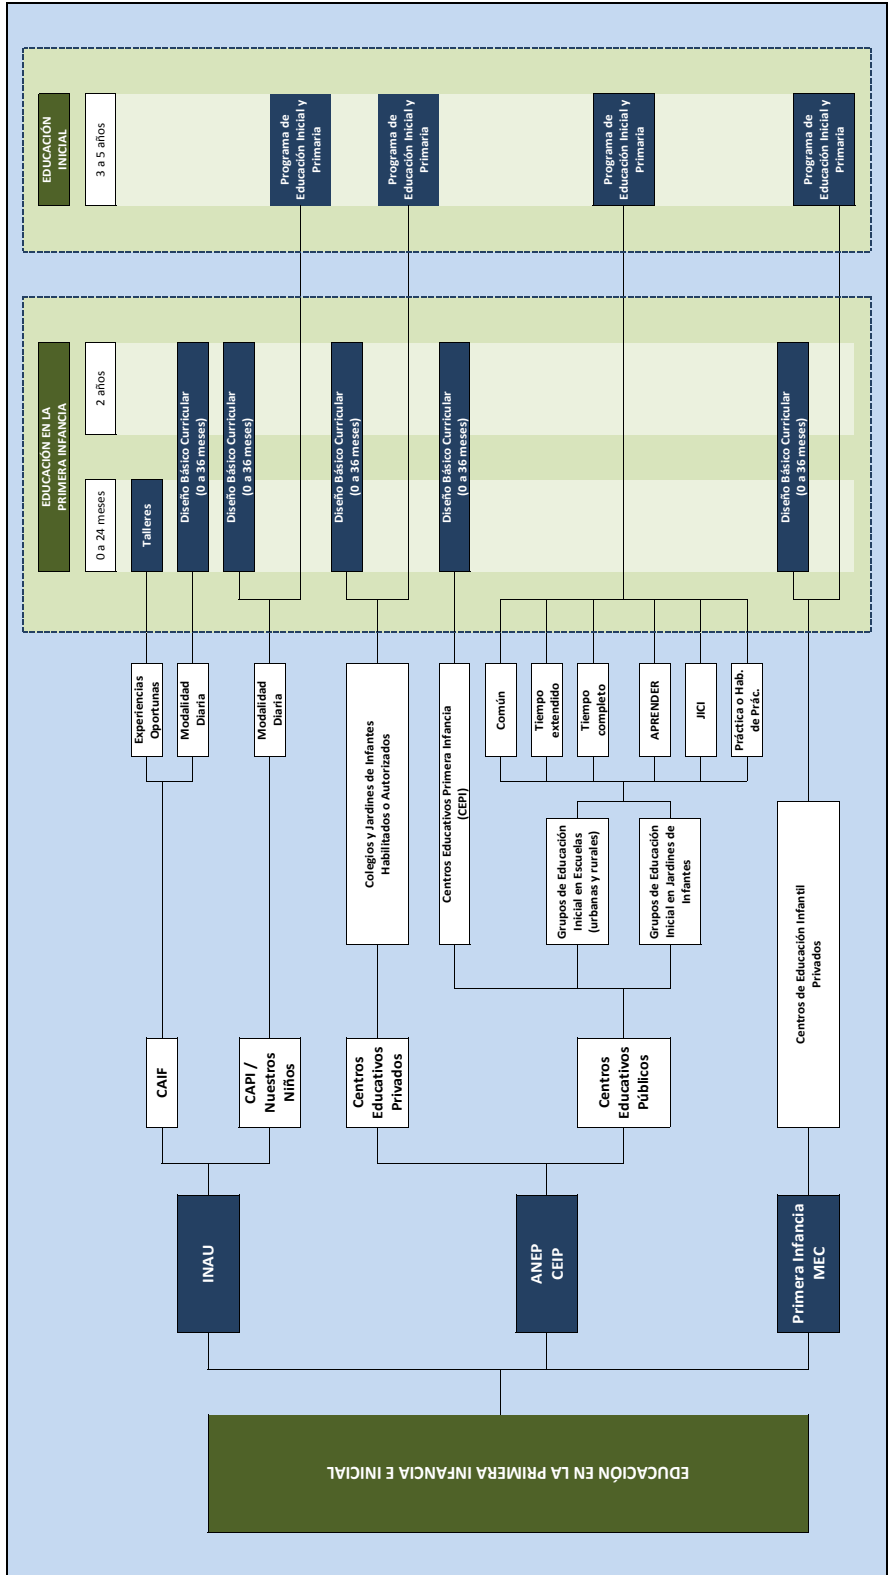 EDUCACIÓN EN LA
PRIMERA INFANCIA
EDUCACIÓN
INICIAL
0 a 24 meses
2 años
3 a 5 años
EDUCACIÓN EN LA PRIMERA INFANCIA E INICIAL
INAU
CAIF
Experiencias
Oportunas
Talleres
Modalidad
Diaria
Diseño Básico Curricular
(0 a 36 meses)
CAPI /
Nuestros
Niños
Modalidad
Diaria
Diseño Básico Curricular
(0 a 36 meses)
Programa de
Educación Inicial y
Primaria
ANEP
CEIP
Centros
Educativos
Privados
Colegios y Jardines de Infantes
Habilitados o Autorizados
Diseño Básico Curricular
(0 a 36 meses)
Programa de
Educación Inicial y
Primaria
Centros
Educativos
Públicos
Centros Educativos Primera Infancia
(CEPI)
Diseño Básico Curricular
(0 a 36 meses)
Grupos de Educación
Inicial en Escuelas
(urbanas y rurales)
Grupos de Educación
Inicial en Jardines de
Infantes
Común
Tiempo
extendido
Tiempo
completo
APRENDER
JICI
Práctica o Hab.
de Prác.
Programa de
Educación Inicial y
Primaria
Primera Infancia
MEC
Centros de Educación Infantil
Privados
Diseño Básico Curricular
(0 a 36 meses)
Programa de
Educación Inicial y
Primaria